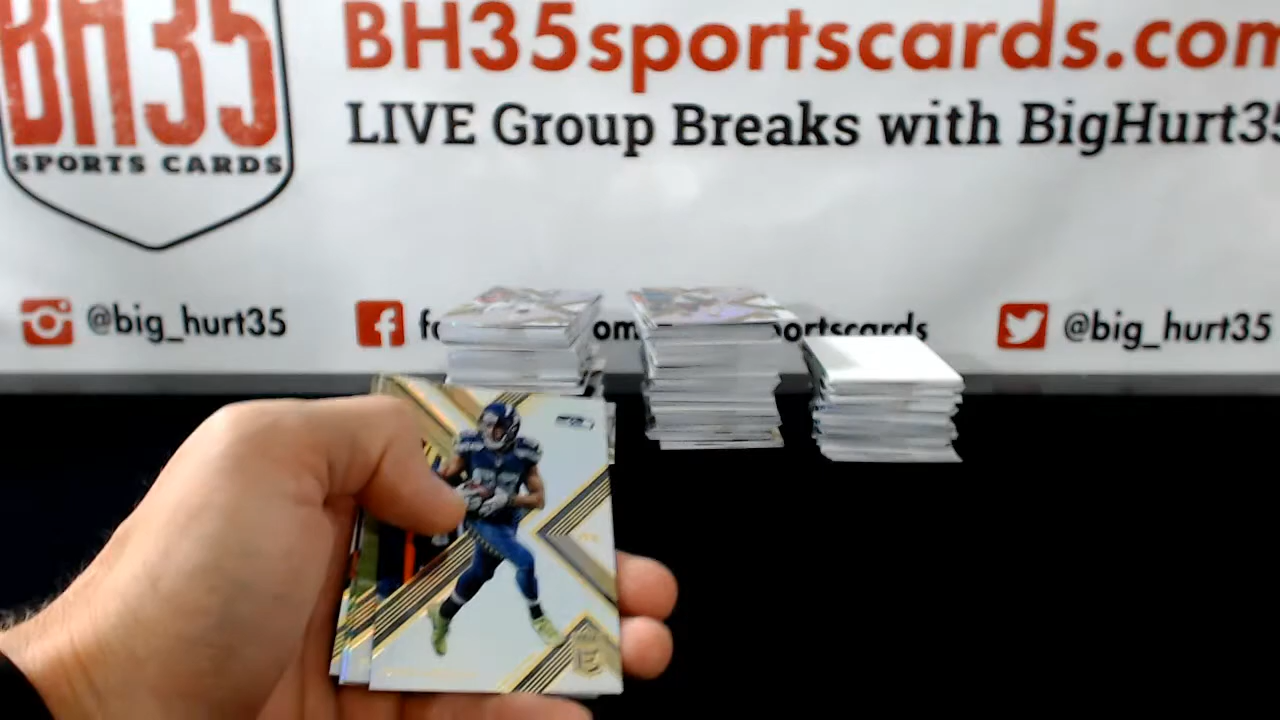 BH35
SPORTS CARDS
BH35sportscards.com
LIVE Group Breaks with BigHurt35
@big_hurt35
@big_hurt35
E